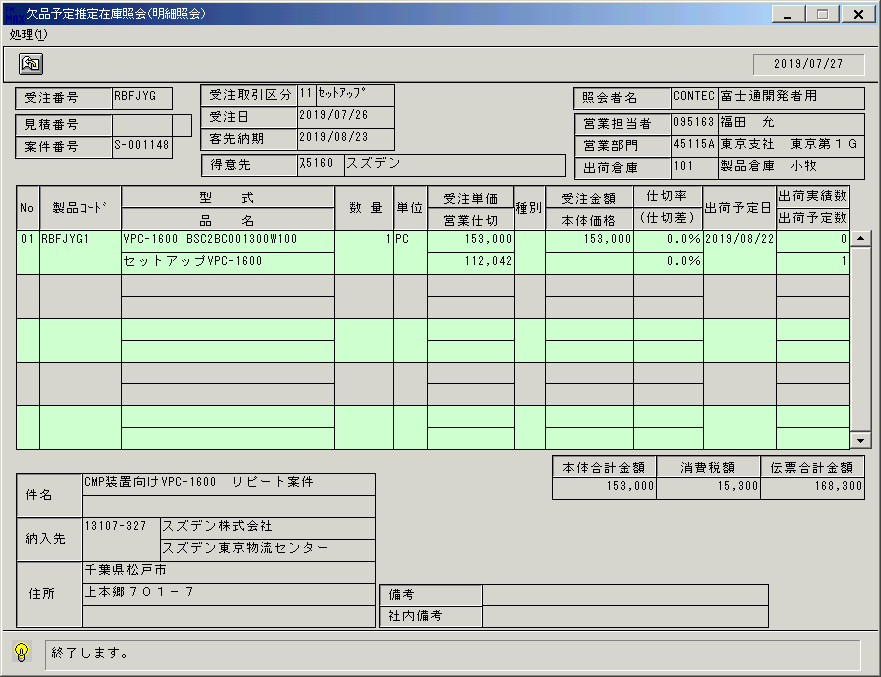 欠品予定推定在庫照会(明細照会)
処理(1)
2019/07/27
受注番号 RBFJYG
見積番号
案件番号 S-001148
受注取引区分 11 ｾｯﾄｱｯﾌﾟ
受注日 2019/07/26
客先納期 2019/08/23
得意先 ｽ5160 スズデン
照会者名 CONTEC 富士通開発者用
営業担当者 095163 福田　允
営業部門 45115A 東京支社　東京第１Ｇ
出荷倉庫 101 製品倉庫　小牧
No 製品ｺｰﾄﾞ 型　式 数 量 単位 受注単価 種別 受注金額 仕切率 出荷予定日 出荷実績数
品　名 営業仕切 本体価格 (仕切差) 出荷予定数
01 RBFJYG1 VPC-1600 BSC2BC001300W100 1 PC 153,000 153,000 0.0% 2019/08/22 0
セットアップVPC-1600 112,042 0.0% 1
本体合計金額 消費税額 伝票合計金額
153,000 15,300 168,300
件名 CMP装置向けVPC-1600　リピート案件
納入先 13107-327 スズデン株式会社
スズデン東京物流センター
住所 千葉県松戸市
上本郷７０１－７
備考
社内備考
終了します。